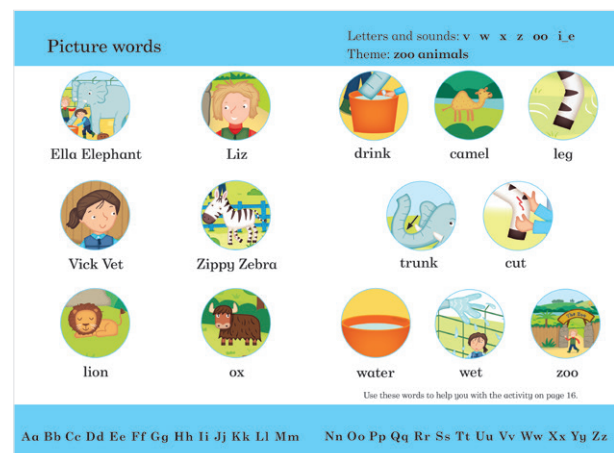 Picture words
Letters and sounds: v w x z oo i_e
Theme: zoo animals
Ella Elephant
Liz
drink
camel
leg
Vick Vet
Zippy Zebra
trunk
cut
The Zoo
lion
ox
water
wet
zoo
Use these words to help you with the activity on page 16.
Aa Bb Cc Dd Ee Ff Gg Hh Ii Jj Kk Ll Mm
Nn Oo Pp Qq Rr Ss Tt Uu Vv Ww Xx Yy Zz